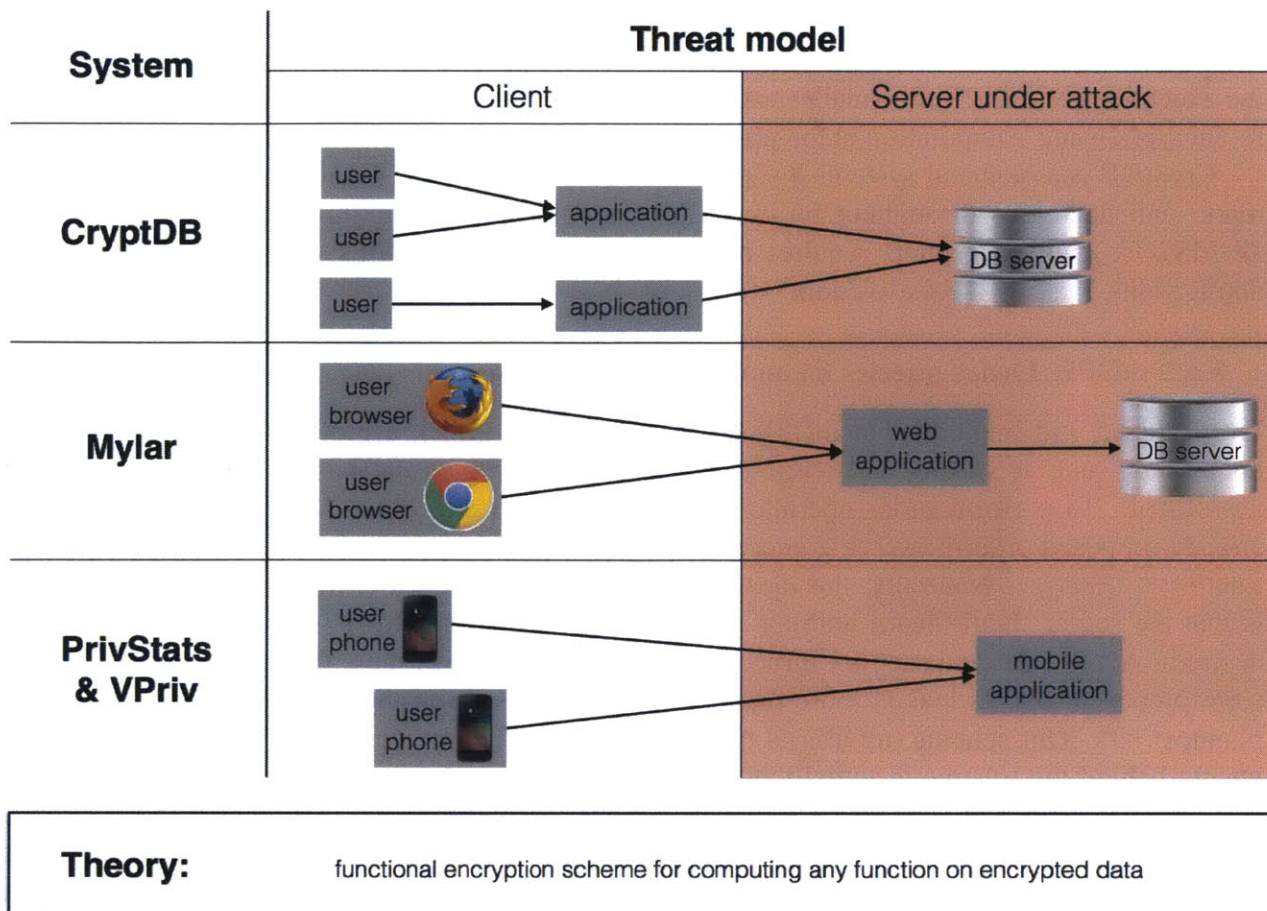 System
Threat model
Client
Server under attack
CryptDB
user
user
user
application
application
DB server
Mylar
user
browser
user
browser
web
application
DB server
PrivStats
& VPriv
user
phone
user
phone
mobile
application
Theory:
functional encryption scheme for computing any function on encrypted data